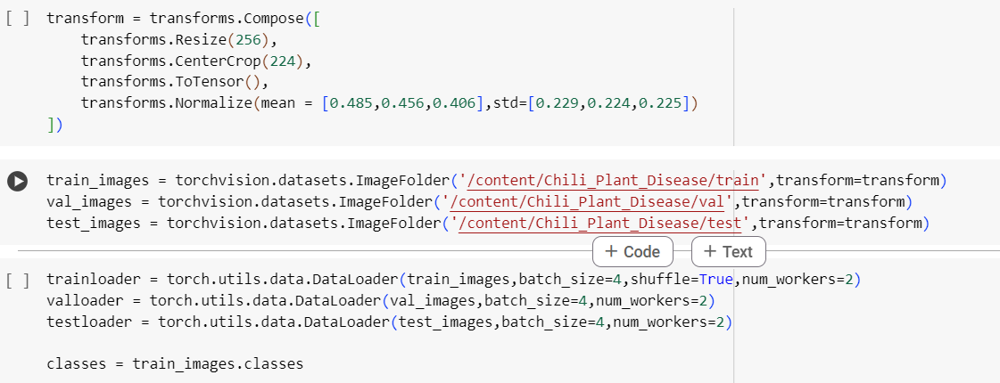 [ ] transform = transforms.Compose([
transforms.Resize(256),
transforms.CenterCrop(224),
transforms.ToTensor(),
transforms.Normalize(mean = [0.485,0.456,0.406],std=[0.229,0.224,0.225])
])
train_images = torchvision.datasets.ImageFolder('/content/Chili_Plant_Disease/train',transform=transform)
val_images = torchvision.datasets.ImageFolder('/content/Chili_Plant_Disease/val',transform=transform)
test_images = torchvision.datasets.ImageFolder('/content/Chili_Plant_Disease/test',transform=transform)
+ Code + Text
[ ] trainloader = torch.utils.data.DataLoader(train_images,batch_size=4,shuffle=True,num_workers=2)
valloader = torch.utils.data.DataLoader(val_images,batch_size=4,num_workers=2)
testloader = torch.utils.data.DataLoader(test_images,batch_size=4,num_workers=2)
classes = train_images.classes